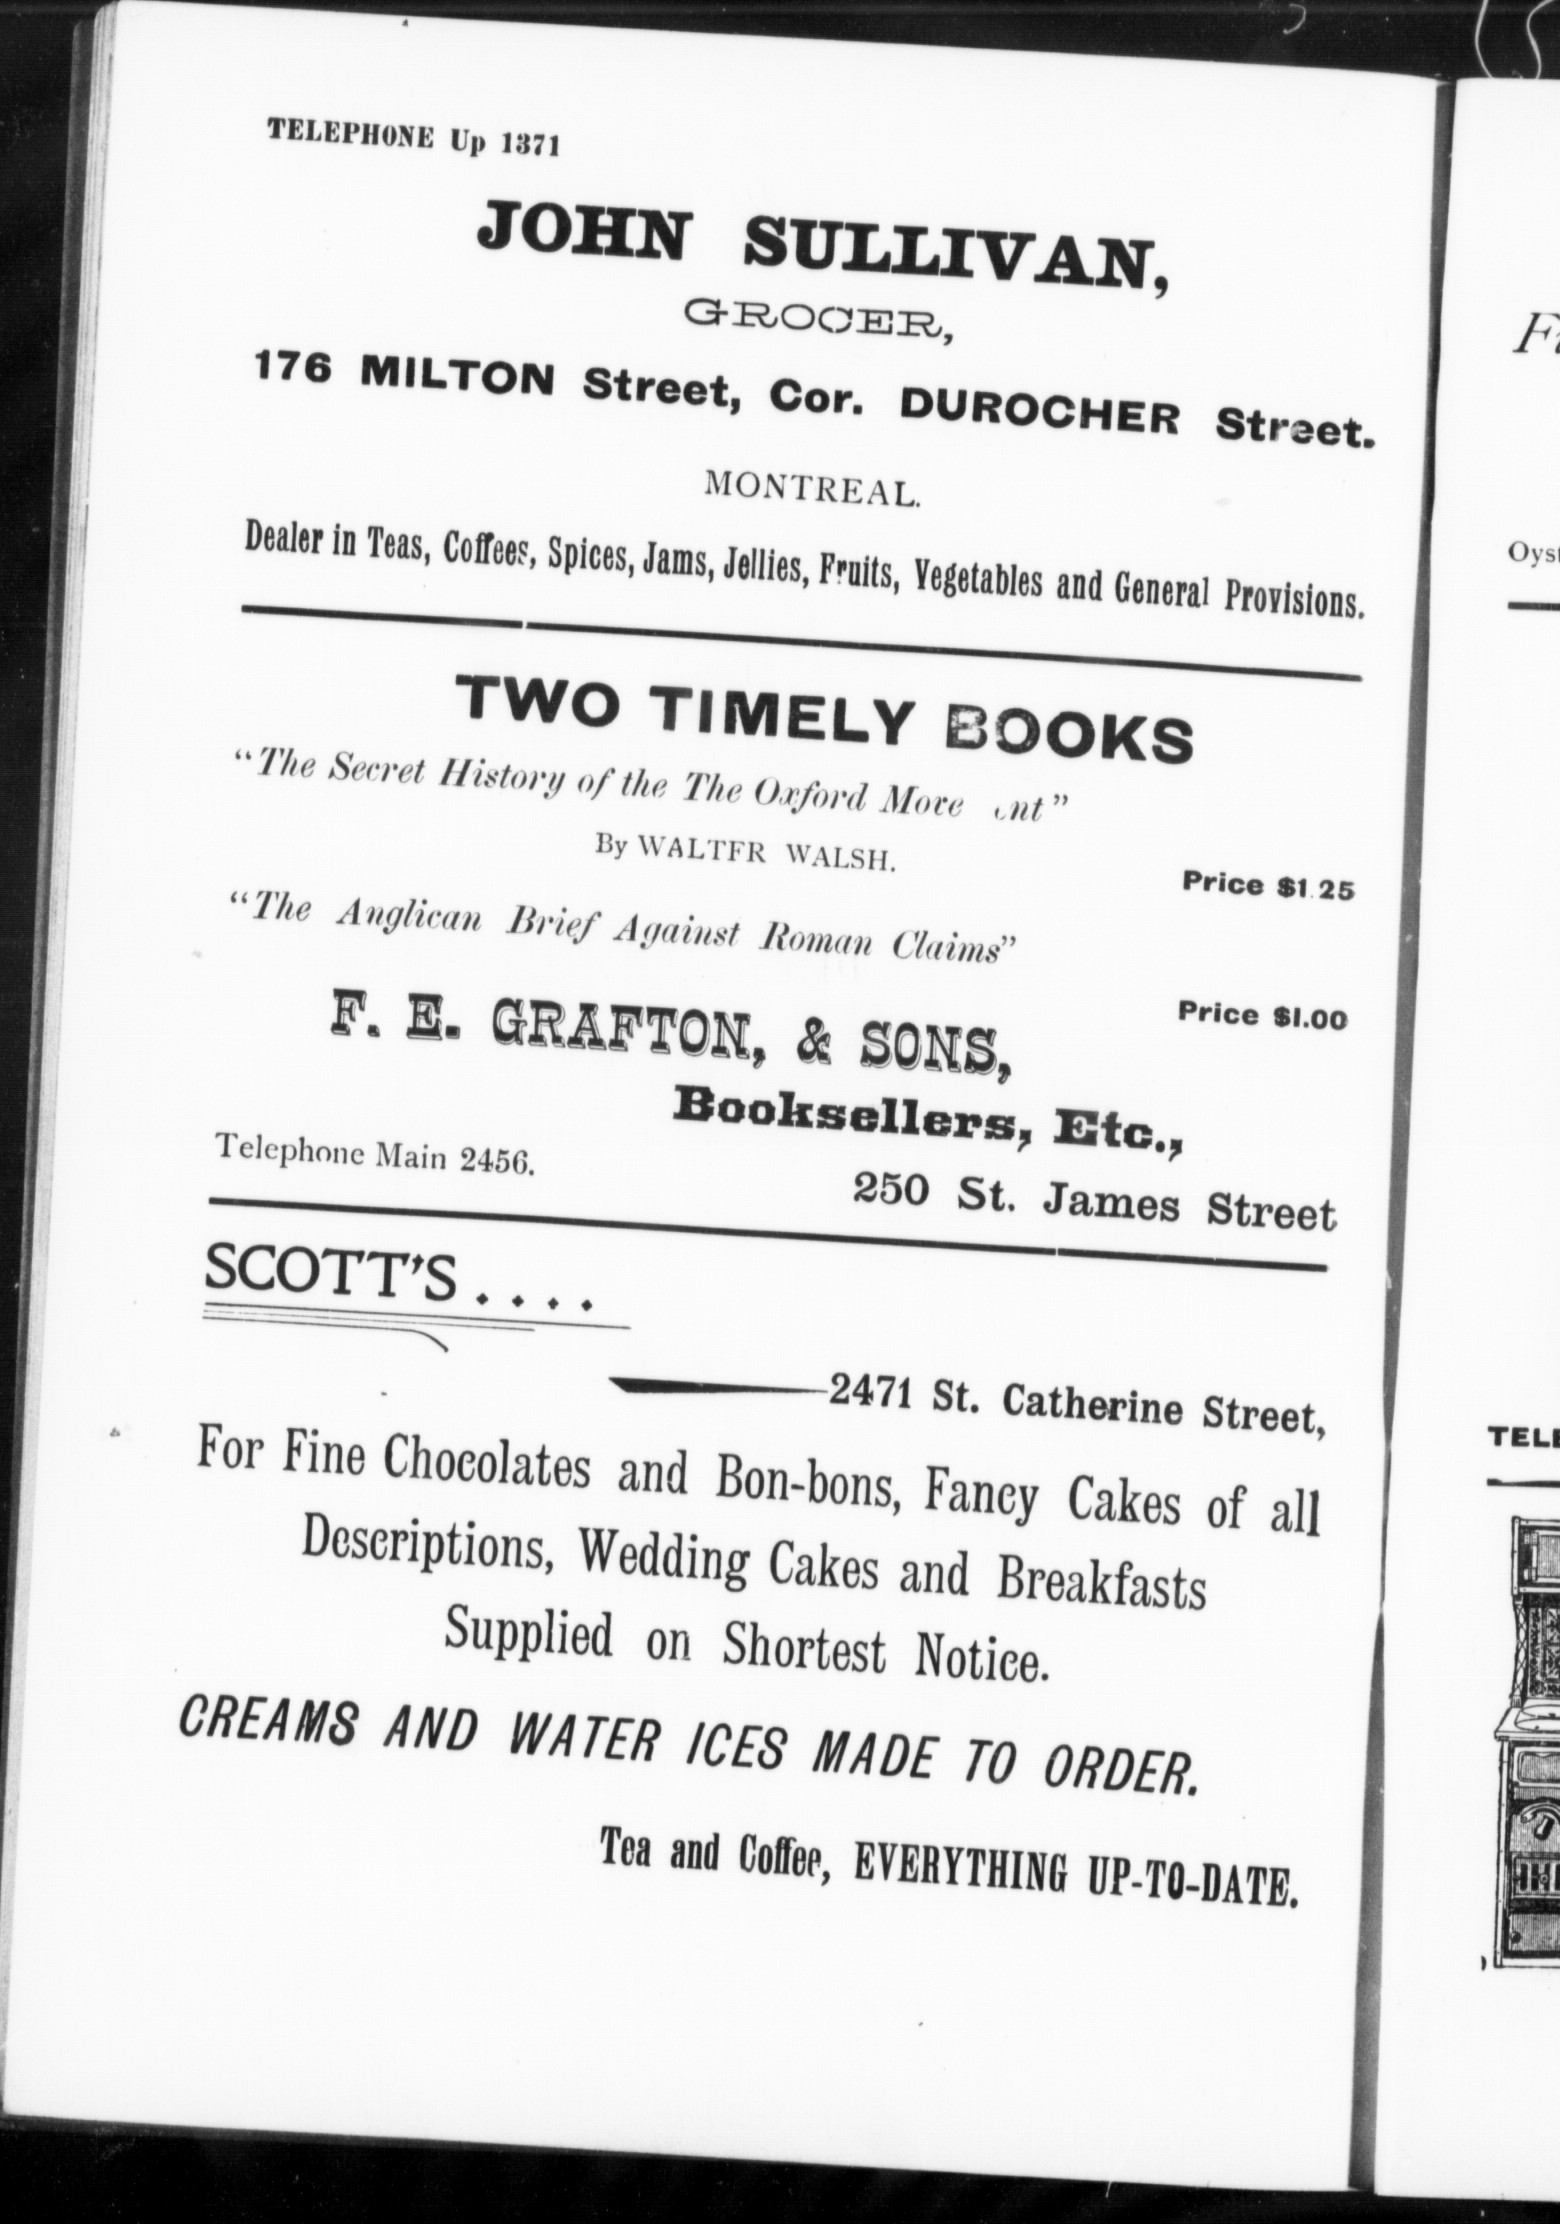 TELEPHONE Up 1371
JOHN SULLIVAN,
GROCER,
176 MILTON Street, Cor. DUROCHER Street.
MONTREAL.
Dealer in Teas, Coffees, Spices, Jams, Jellies, Fruits, Vegetables and General Provisions.
TWO TIMELY BOOKS
"The Secret History of the The Oxford
By WALTER WALSH.
Price $1.25
"The Anglican Brief Against Roman Claims"
Price $1.00
F. E. GRAFTON, & SONS,
Booksellers, Etc.,
Telephone Main 2456.
250 St. James Street
SCOTT'S....
2471 St. Catherine Street,
For Fine Chocolates and Bon-bons, Fancy Cakes of all
Descriptions, Wedding Cakes and Breakfasts
Supplied on Shortest Notice.
CREAMS AND WATER ICES MADE TO ORDER.
Tea and Coffee, EVERYTHING UP-TO-DATE.